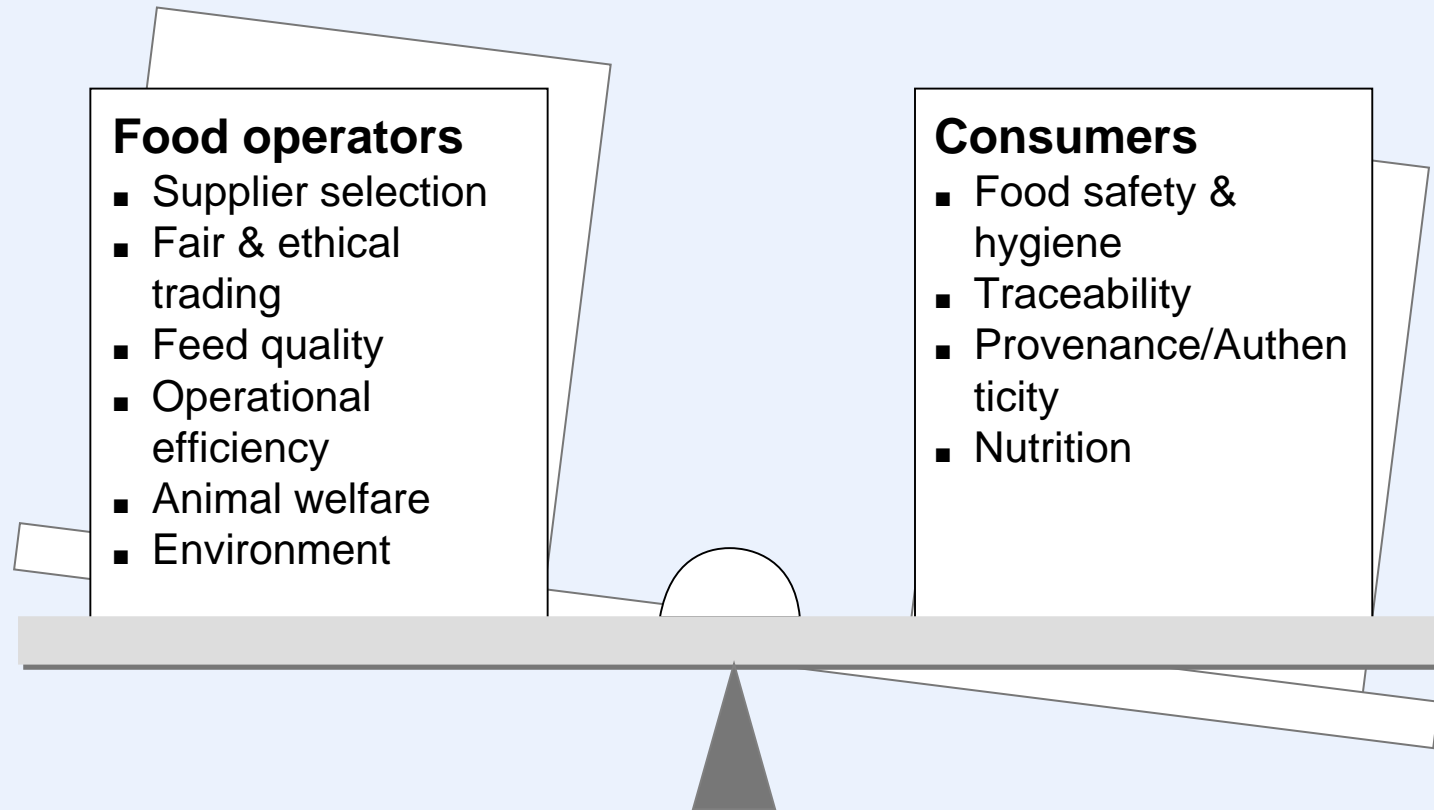 Food operators
▪ Supplier selection
▪ Fair & ethical
trading
▪ Feed quality
▪ Operational
efficiency
▪ Animal welfare
▪ Environment
Consumers
▪ Food safety &
hygiene
▪ Traceability
▪ Provenance/Authen
ticity
▪ Nutrition